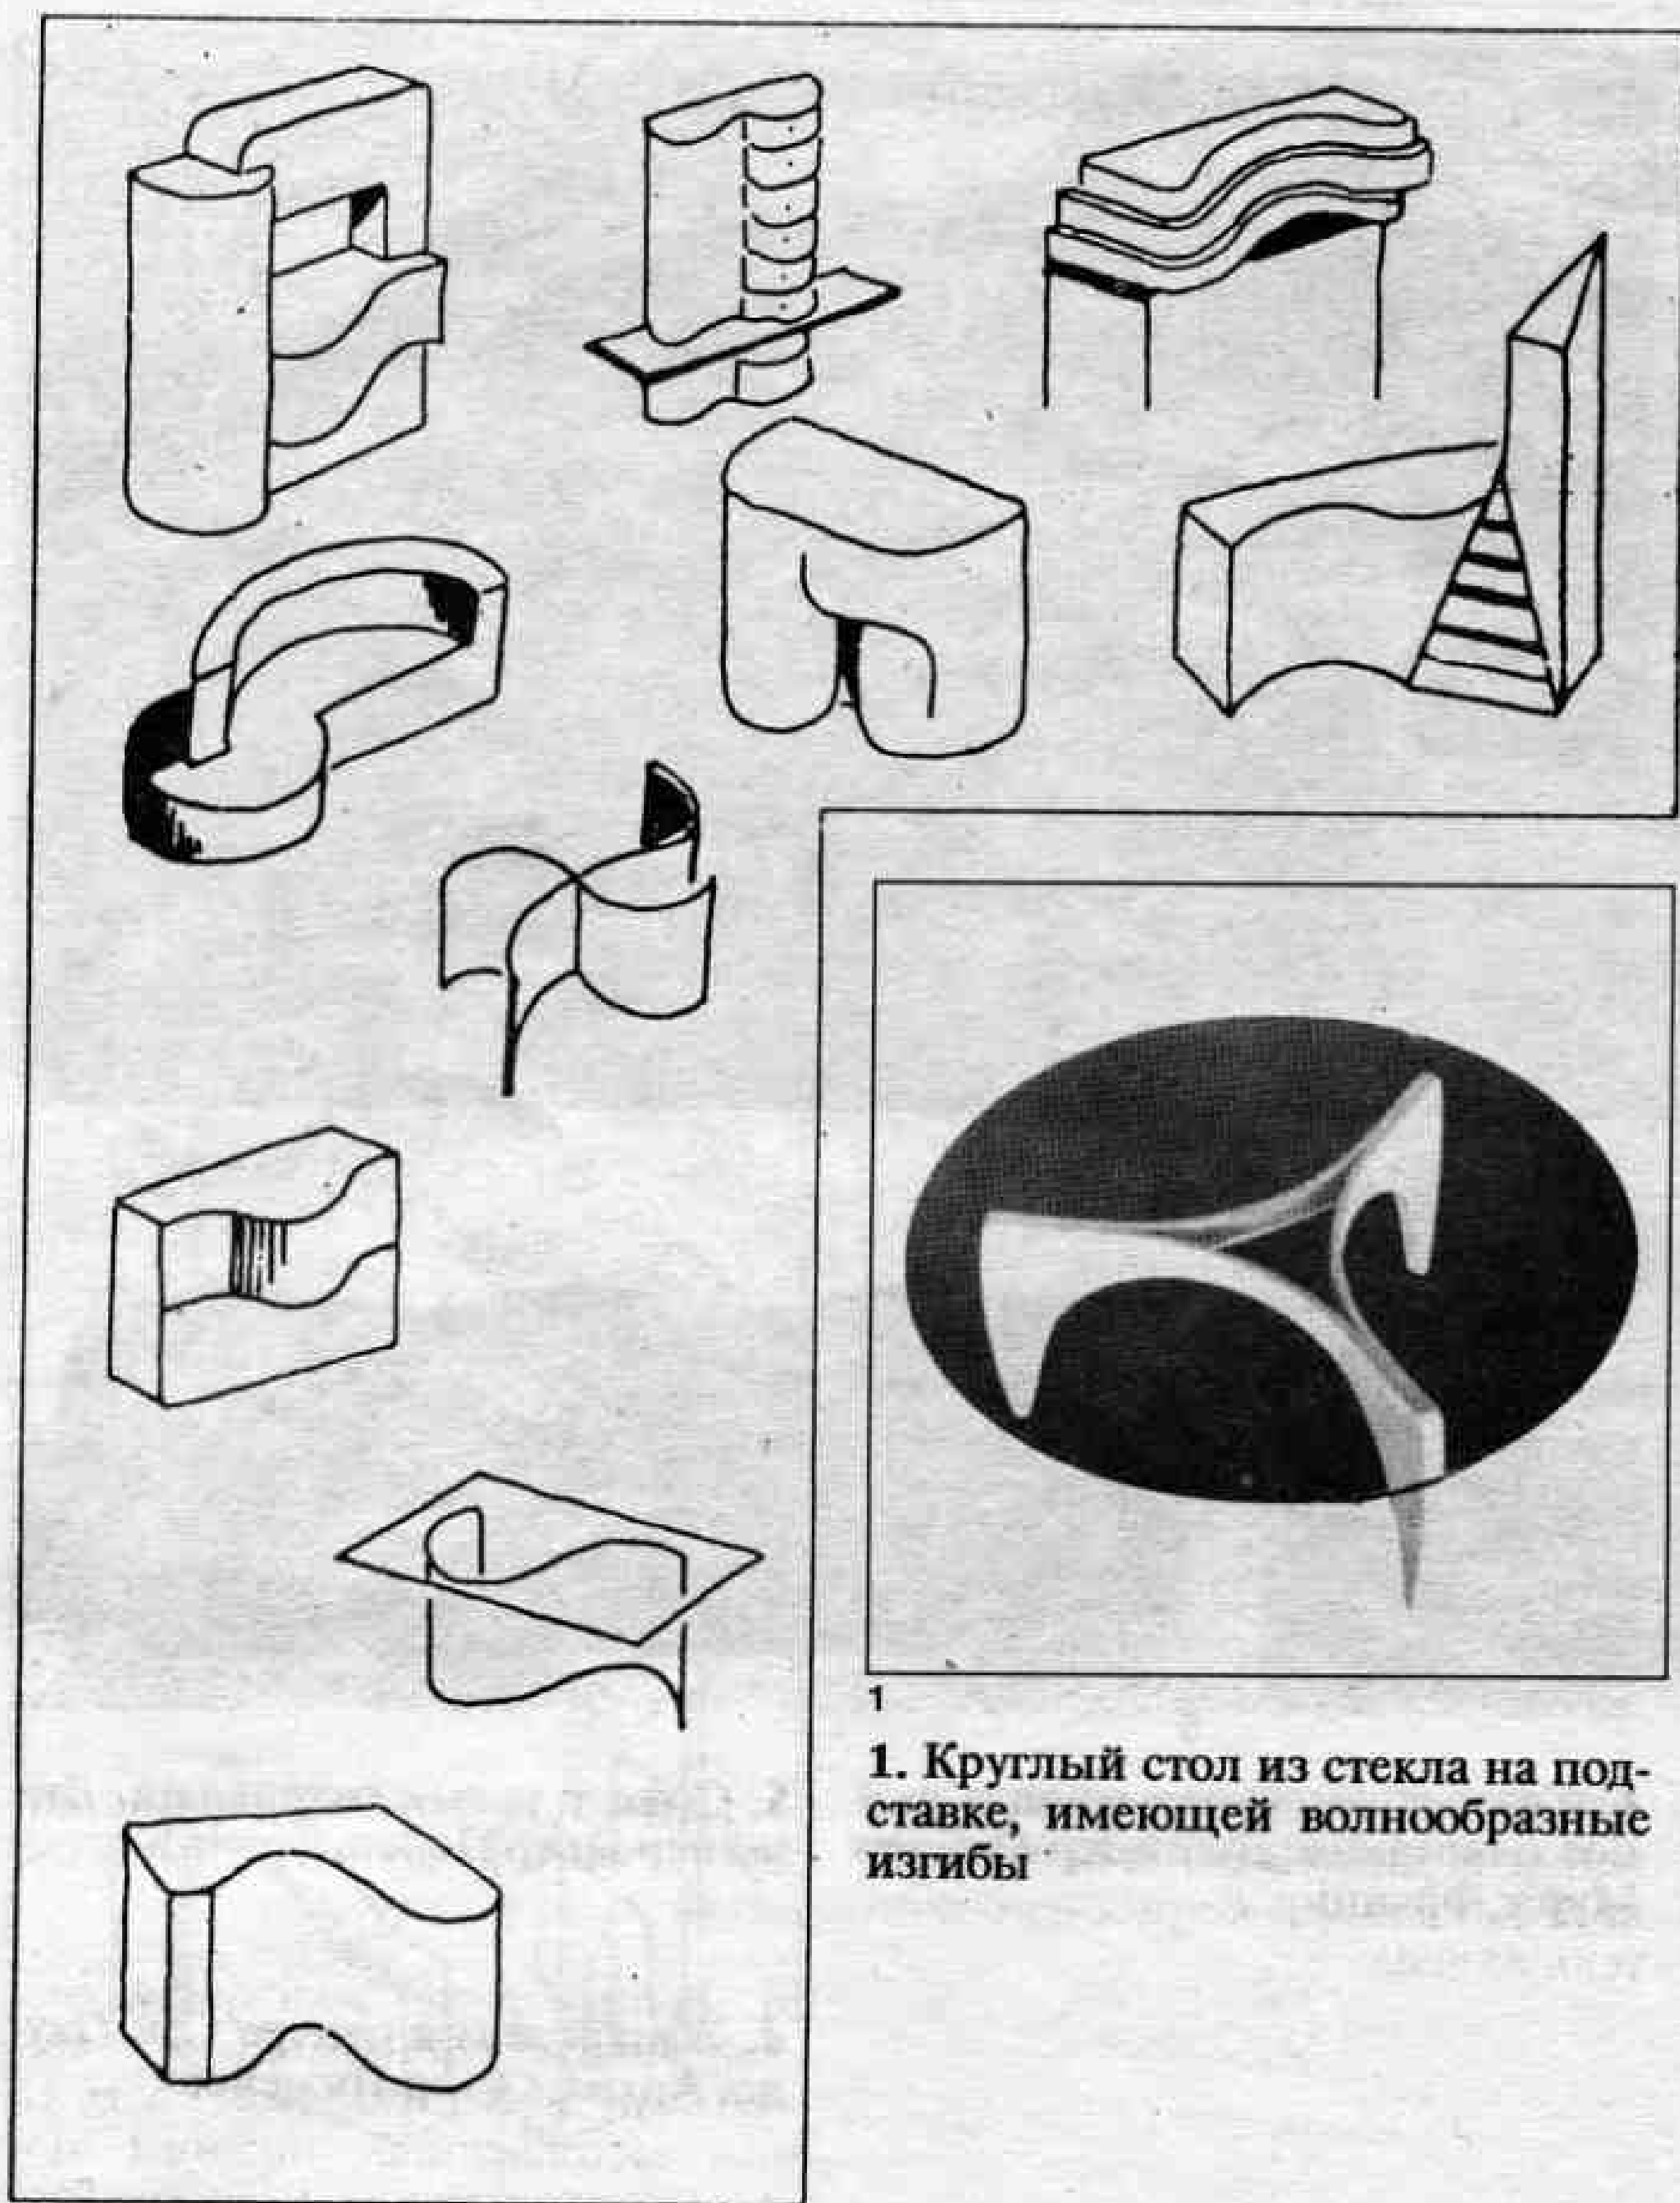 1
1. Круглый стол из стекла на под-
ставке, имеющей волнообразные
изгибы